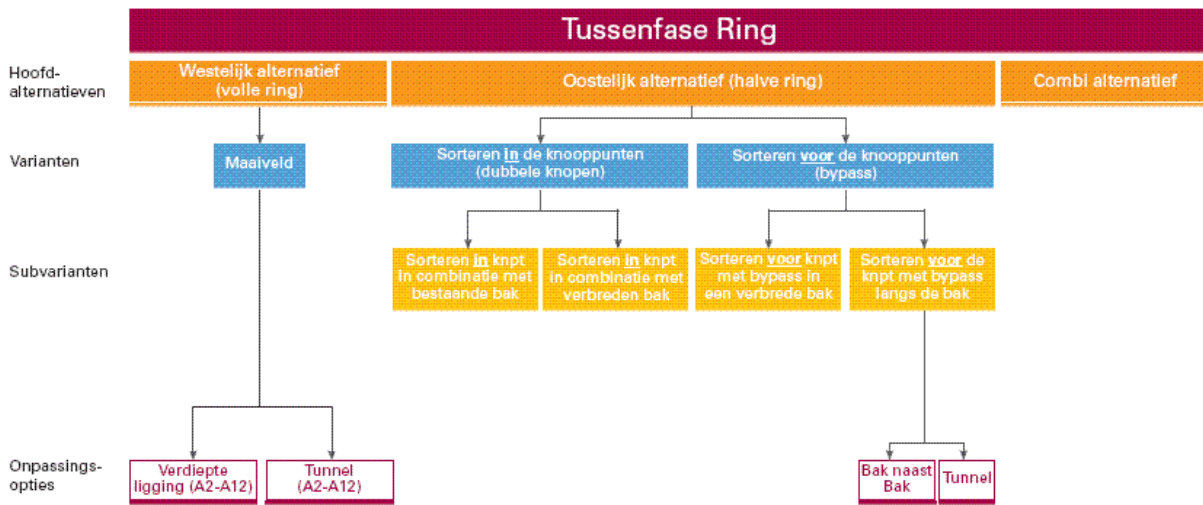 Tussenfase Ring
Hoofd-
alternatieven
Westelijk alternatief
(volle ring)
Oostelijk alternatief (halve ring)
Combi alternatief
Varianten
Maaiveld
Sorteren in de knooppunten
(dubbele knopen)
Sorteren voor de knooppunten
(bypass)
Subvarianten
Sorteren in knpt
in combinatie met
bestaande bak
Sorteren in knpt
in combinatie met
verbreden bak
Sorteren voor knpt
met bypass in
een verbrede bak
Sorteren voor de
knpt met bypass
langs de bak
Onpassings-
opties
Verdiepte
ligging (A2-A12)
Tunnel
(A2-A12)
Bak naast
Bak
Tunnel